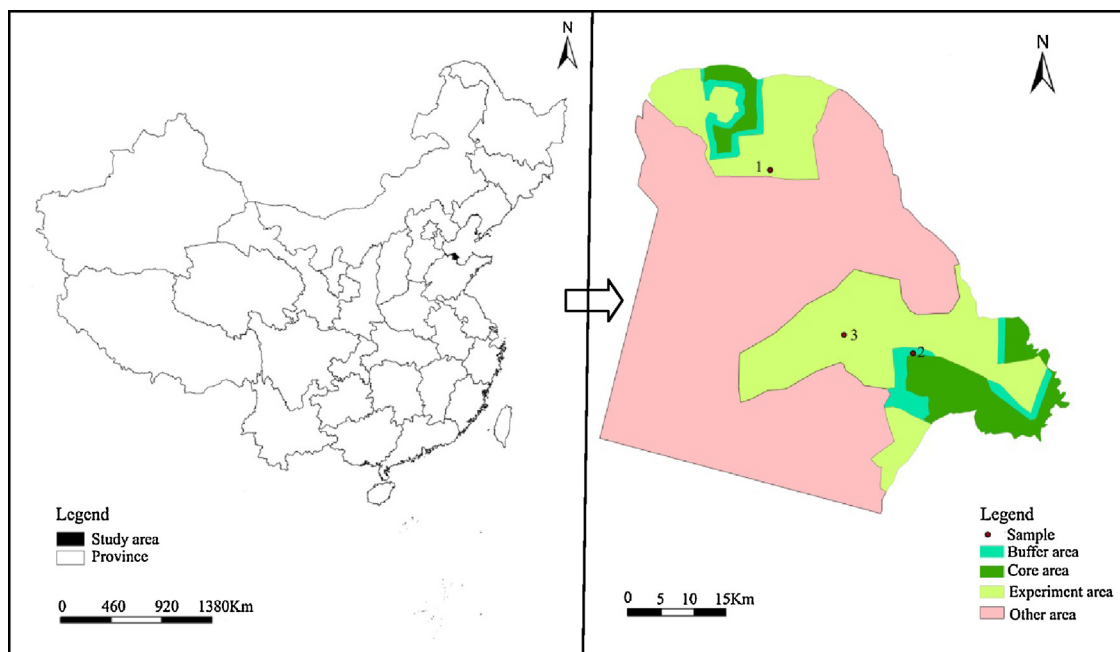 N
Legend
Study area
Province
0 460 920 1380Km
N
1
3
2
Legend
Sample
Buffer area
Core area
Experiment area
Other area
0 5 10 15Km